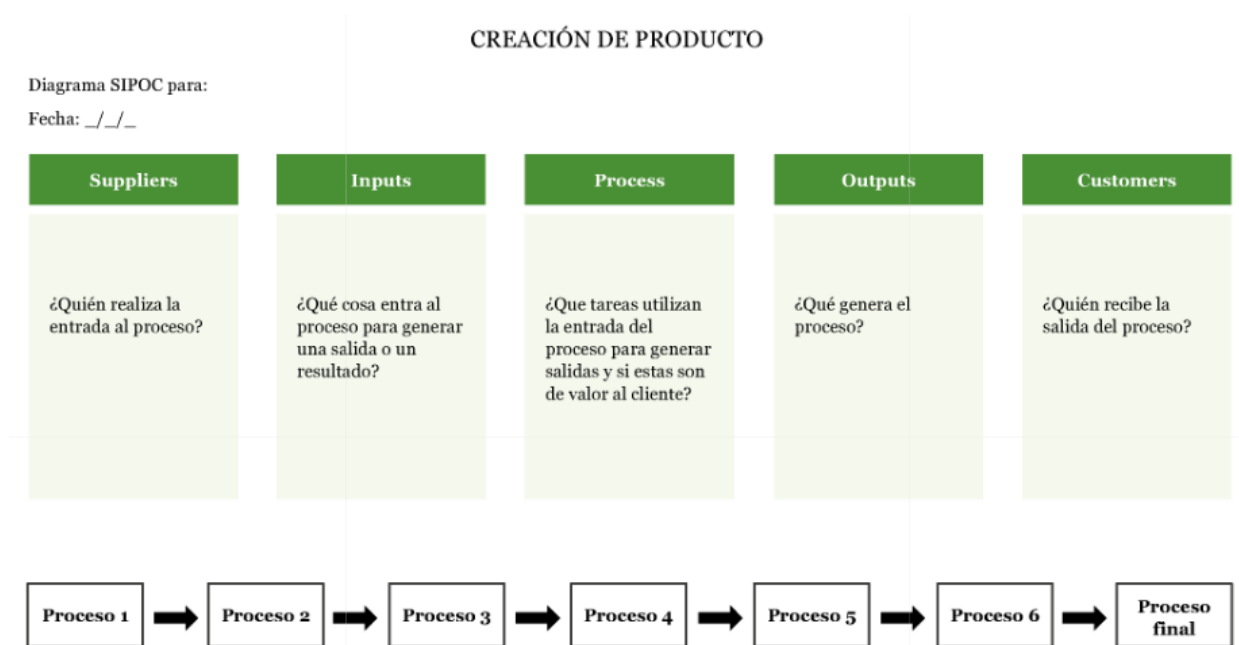 CREACIÓN DE PRODUCTO
Diagrama SIPOC para:
Fecha: _/_/_
Suppliers
Inputs
Process
Outputs
Customers
¿Quién realiza la
entrada al proceso?
¿Qué cosa entra al
proceso para generar
una salida o un
resultado?
¿Que tareas utilizan
la entrada del
proceso para generar
salidas y si estas son
de valor al cliente?
¿Qué genera el
proceso?
¿Quién recibe la
salida del proceso?
Proceso 1
Proceso 2
Proceso 3
Proceso 4
Proceso 5
Proceso 6
Proceso
final